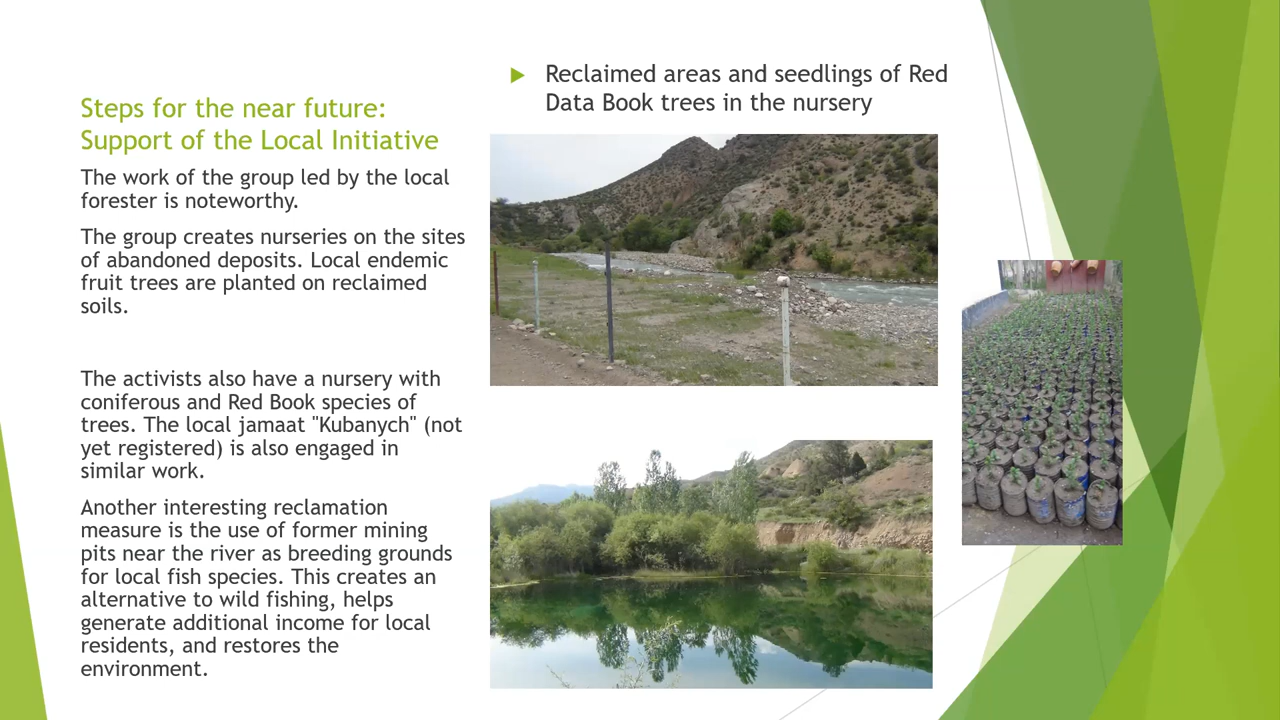 Steps for the near future:
Support of the Local Initiative
The work of the group led by the local
forester is noteworthy.
The group creates nurseries on the sites
of abandoned deposits. Local endemic
fruit trees are planted on reclaimed
soils.
The activists also have a nursery with
coniferous and Red Book species of
trees. The local jamaat "Kubanych" (not
yet registered) is also engaged in
similar work.
Another interesting reclamation
measure is the use of former mining
pits near the river as breeding grounds
for local fish species. This creates an
alternative to wild fishing, helps
generate additional income for local
residents, and restores the
environment.
Reclaimed areas and seedlings of Red
Data Book trees in the nursery